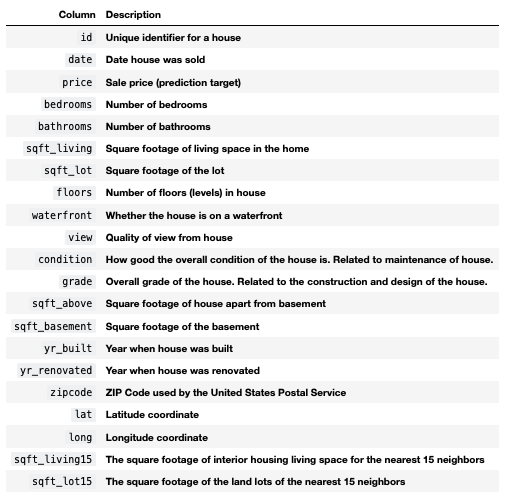 Column Description
id Unique identifier for a house
date Date house was sold
price Sale price (prediction target)
bedrooms Number of bedrooms
bathrooms Number of bathrooms
sqft_living Square footage of living space in the home
sqft_lot Square footage of the lot
floors Number of floors (levels) in house
waterfront Whether the house is on a waterfront
view Quality of view from house
condition How good the overall condition of the house is. Related to maintenance of house.
grade Overall grade of the house. Related to the construction and design of the house.
sqft_above Square footage of house apart from basement
sqft_basement Square footage of the basement
yr_built Year when house was built
yr_renovated Year when house was renovated
zipcode ZIP Code used by the United States Postal Service
lat Latitude coordinate
long Longitude coordinate
sqft_living15 The square footage of interior housing living space for the nearest 15 neighbors
sqft_lot15 The square footage of the land lots of the nearest 15 neighbors